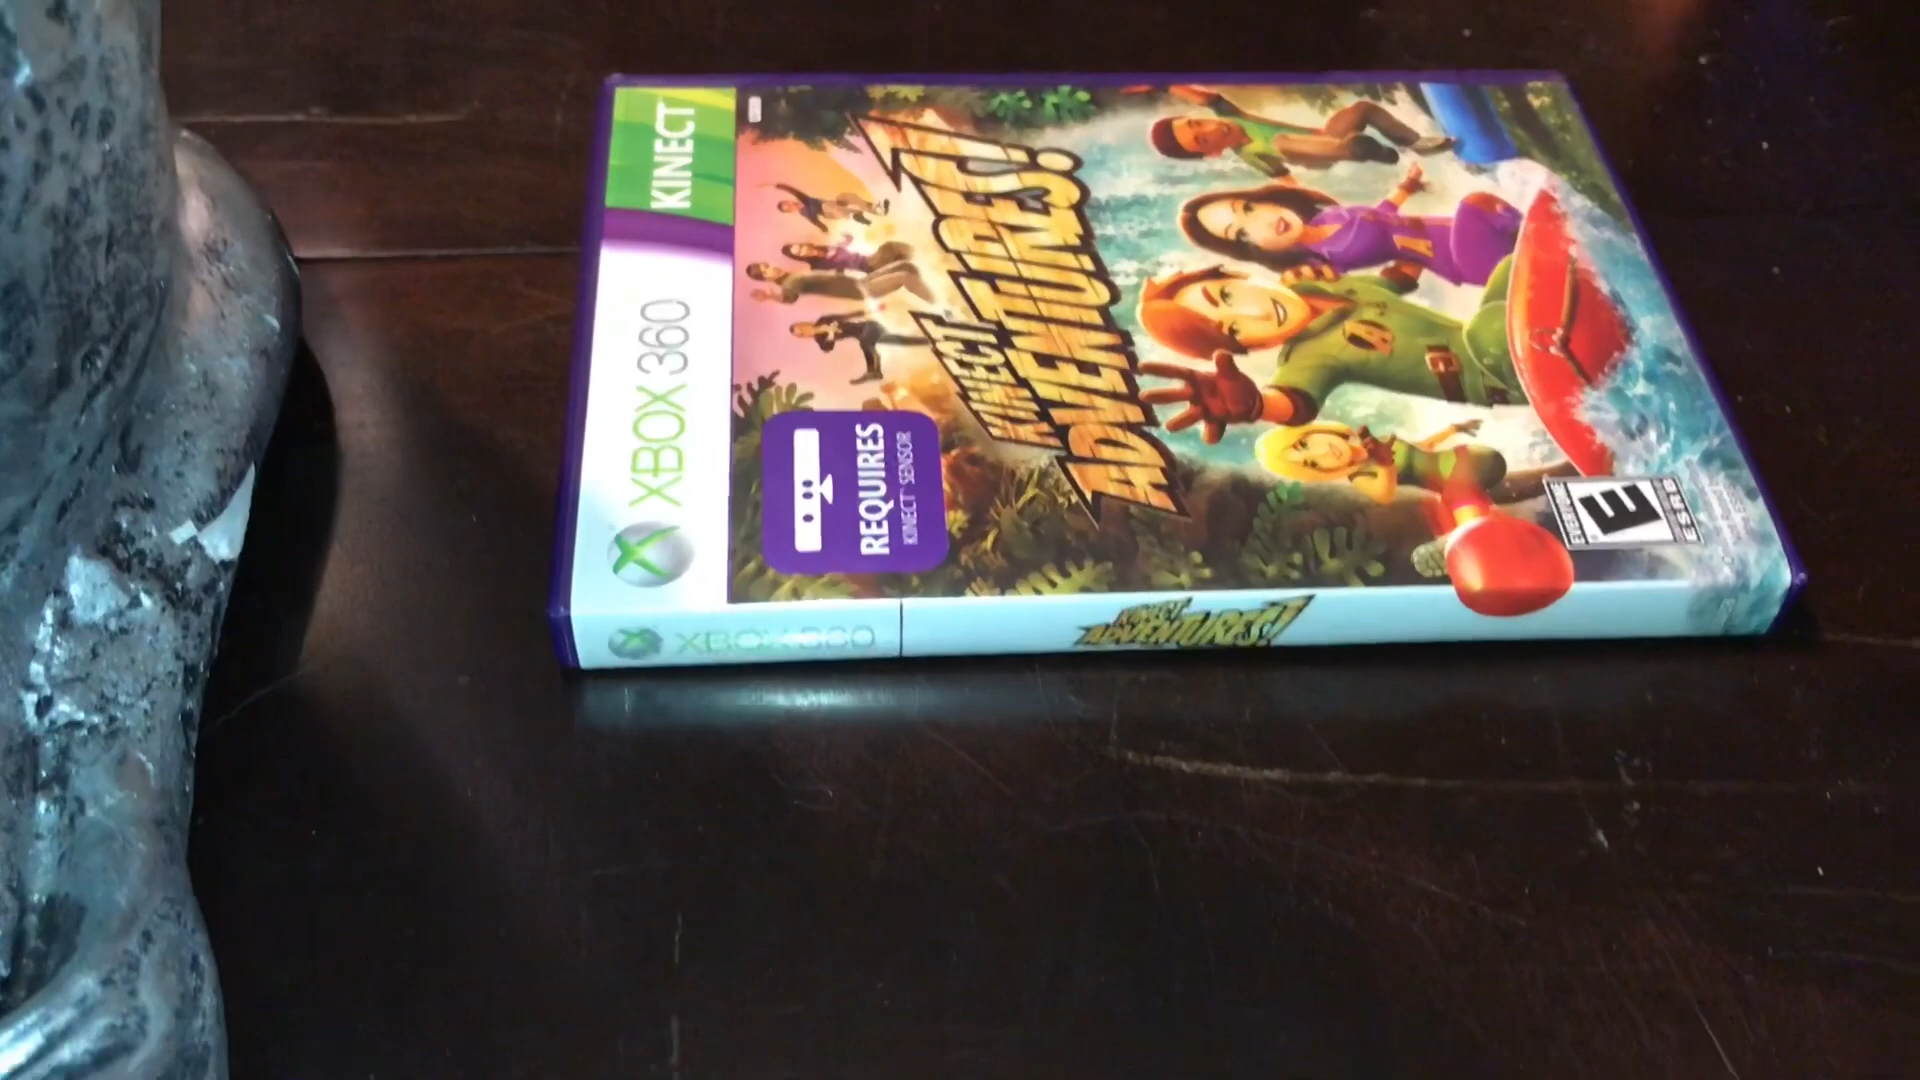 XBOX 360
KINECT
KINECT
ADVENTURES!
REQUIRES
KINECT SENSOR
EVERYONE
E
ESRB
XBOX 360
KINECT
ADVENTURES!